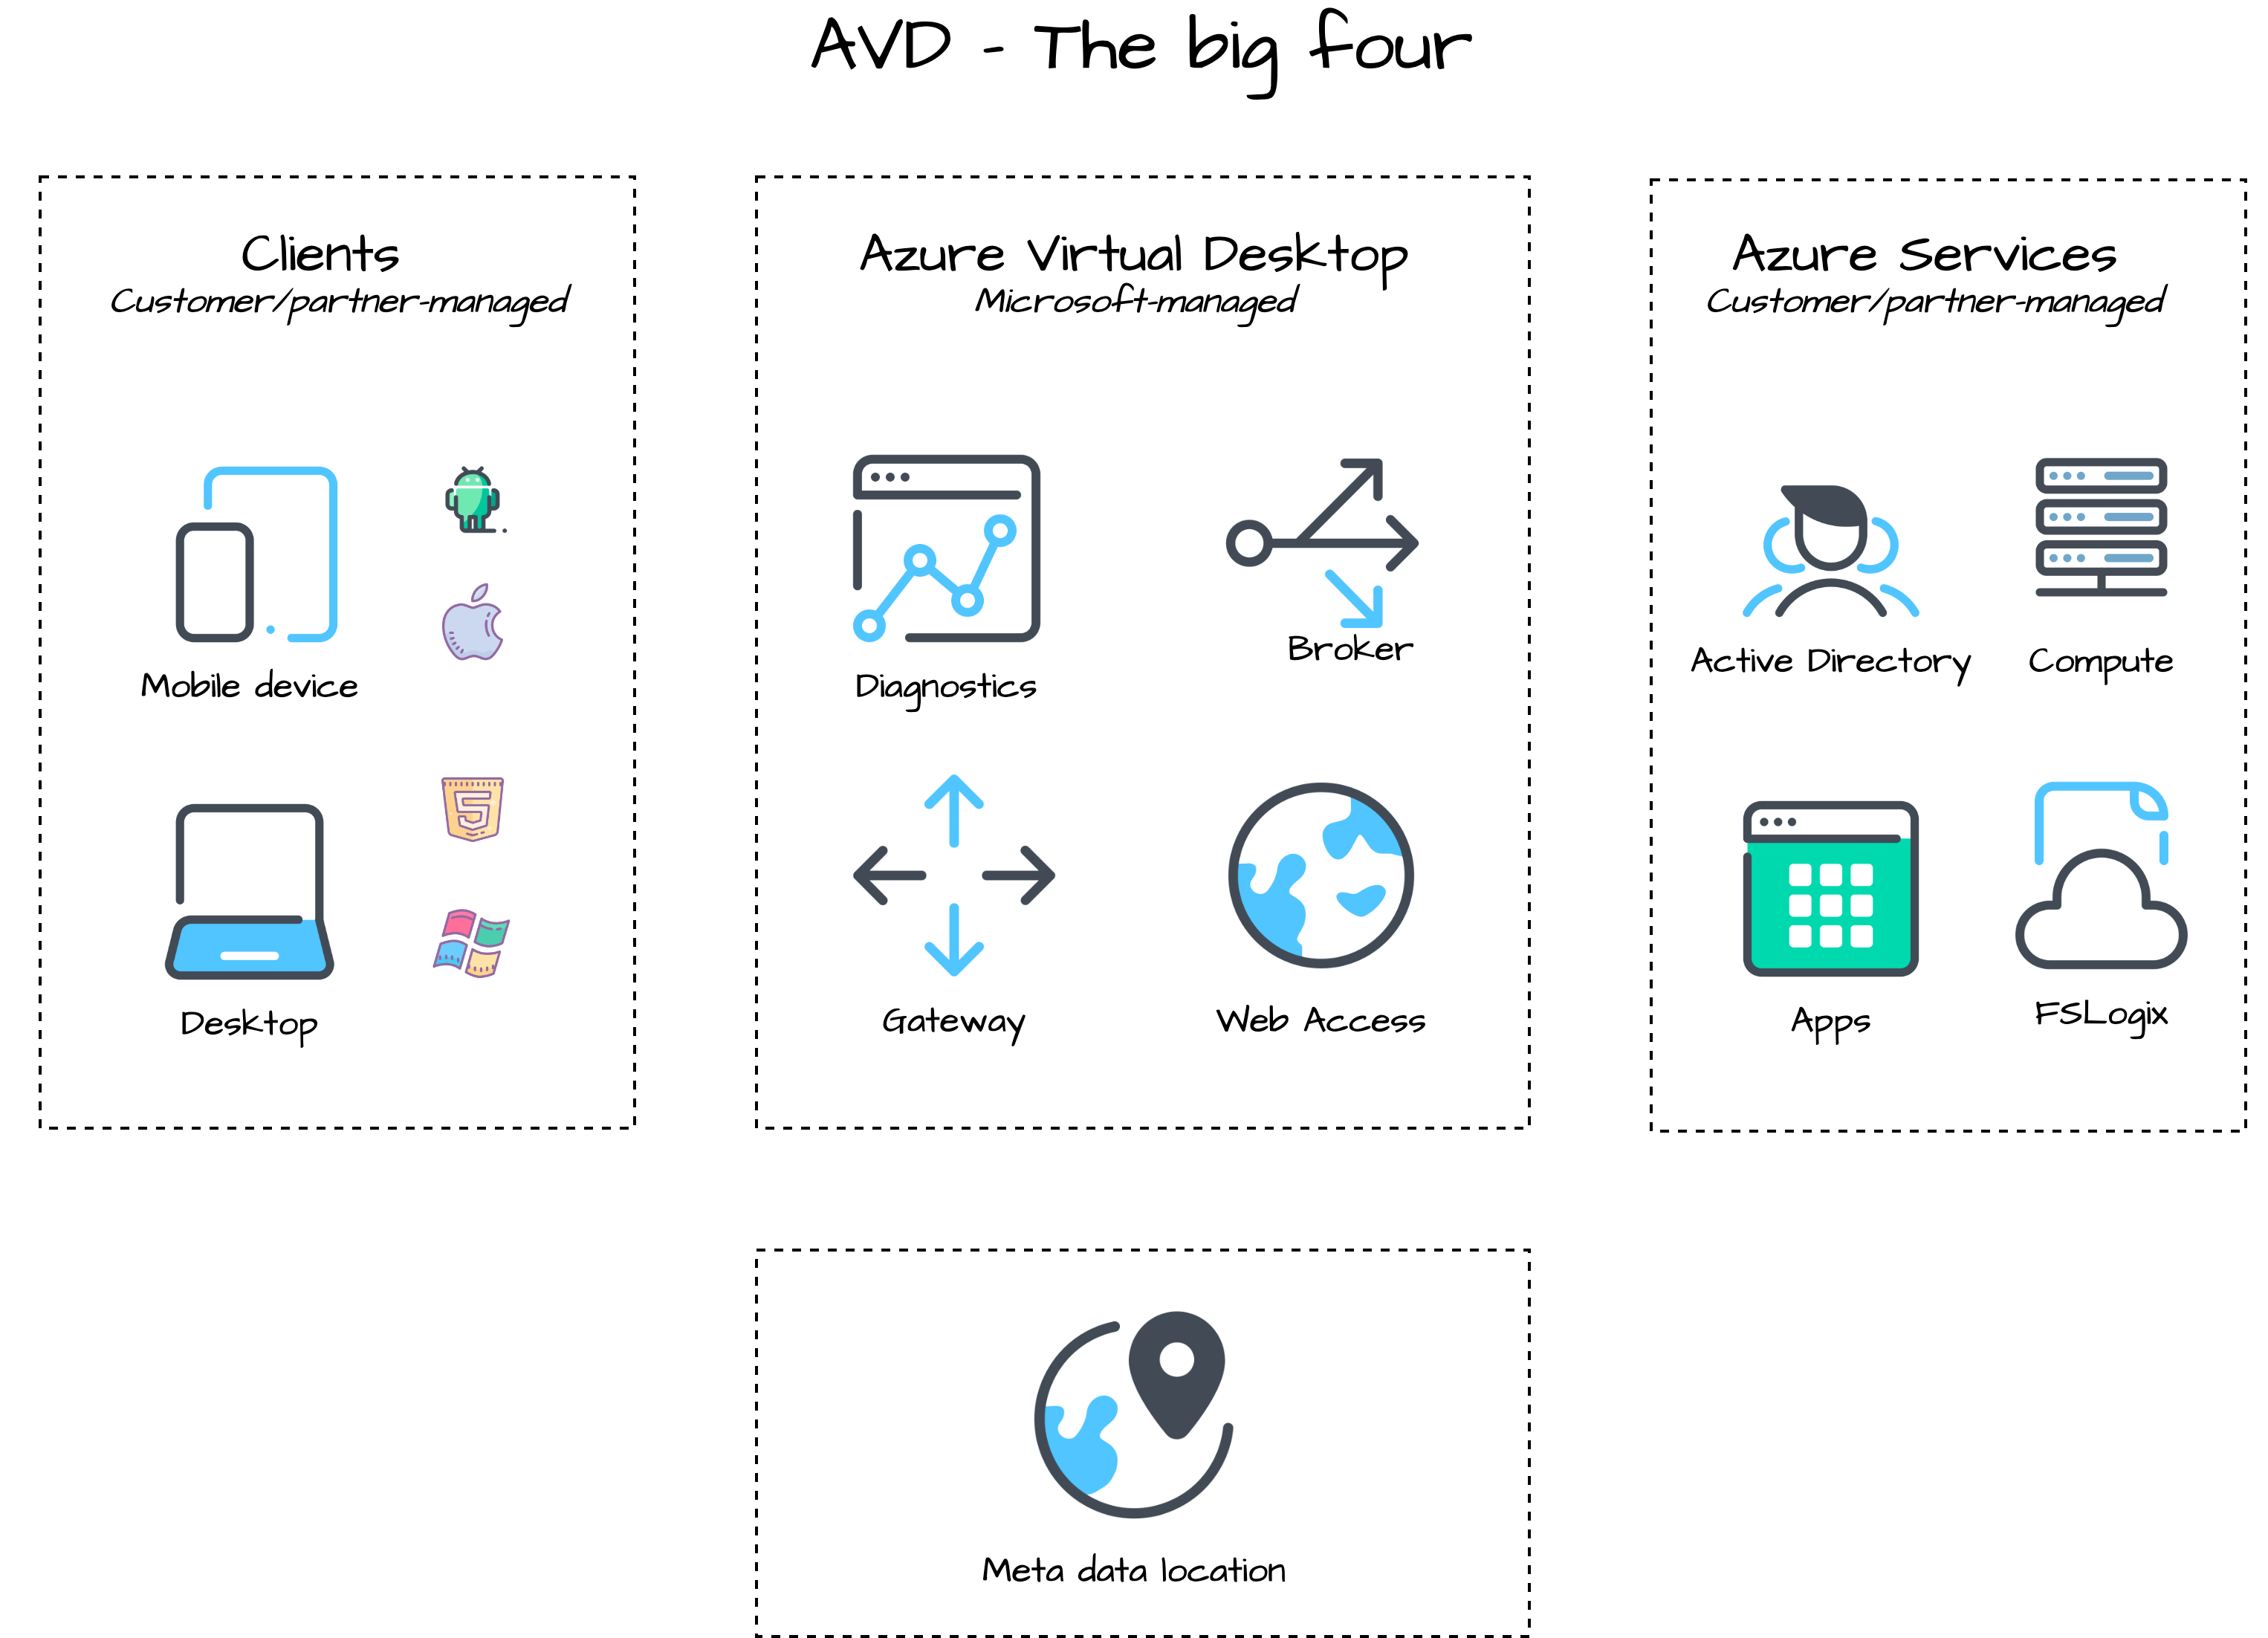 AVD - The big four
Clients
Customer/partner-managed
Mobile device
Desktop
Azure Virtual Desktop
Microsoft-managed
Diagnostics
Broker
Gateway
Web Access
Azure Services
Customer/partner-managed
Active Directory
Compute
Apps
FSLogix
Meta data location